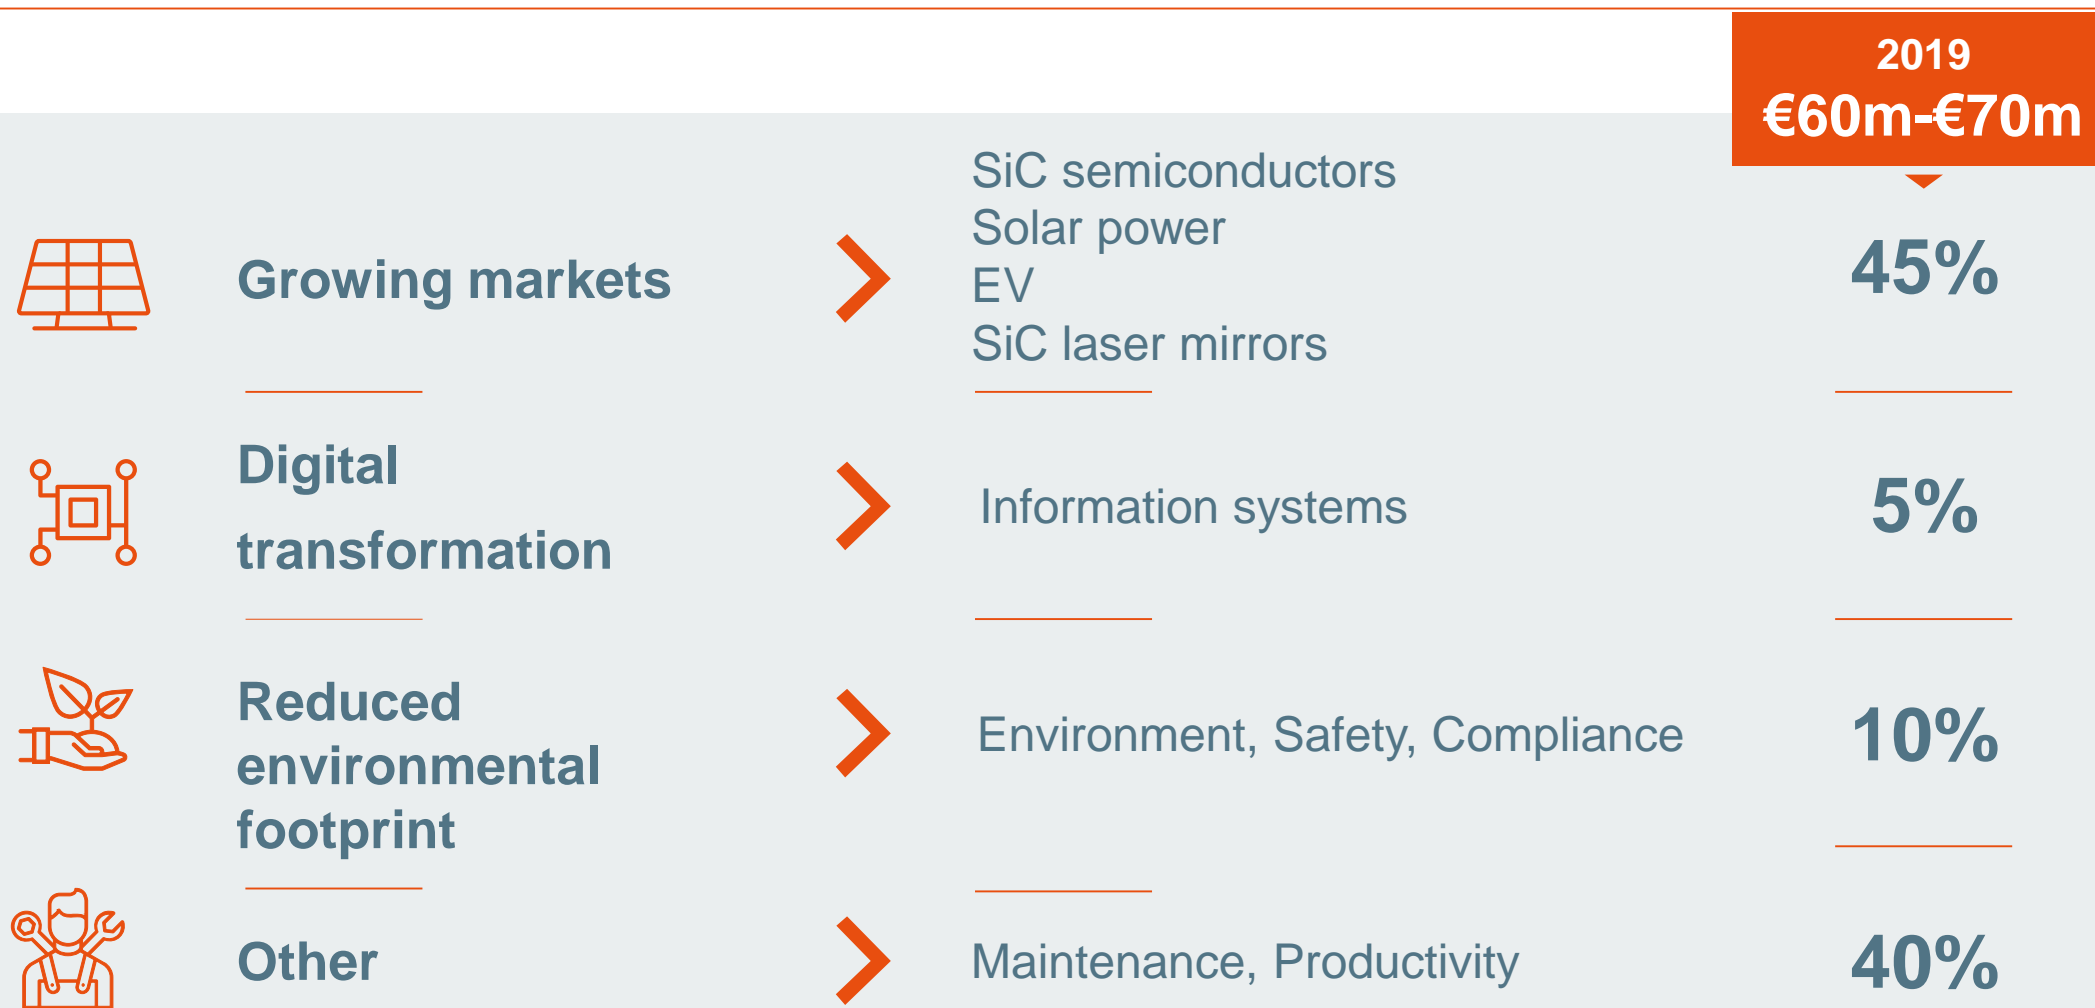 2019
€60m-€70m
Growing markets
SiC semiconductors
Solar power
EV
SiC laser mirrors
45%
Digital
transformation
Information systems
5%
Reduced
environmental
footprint
Environment, Safety, Compliance
10%
Other
Maintenance, Productivity
40%